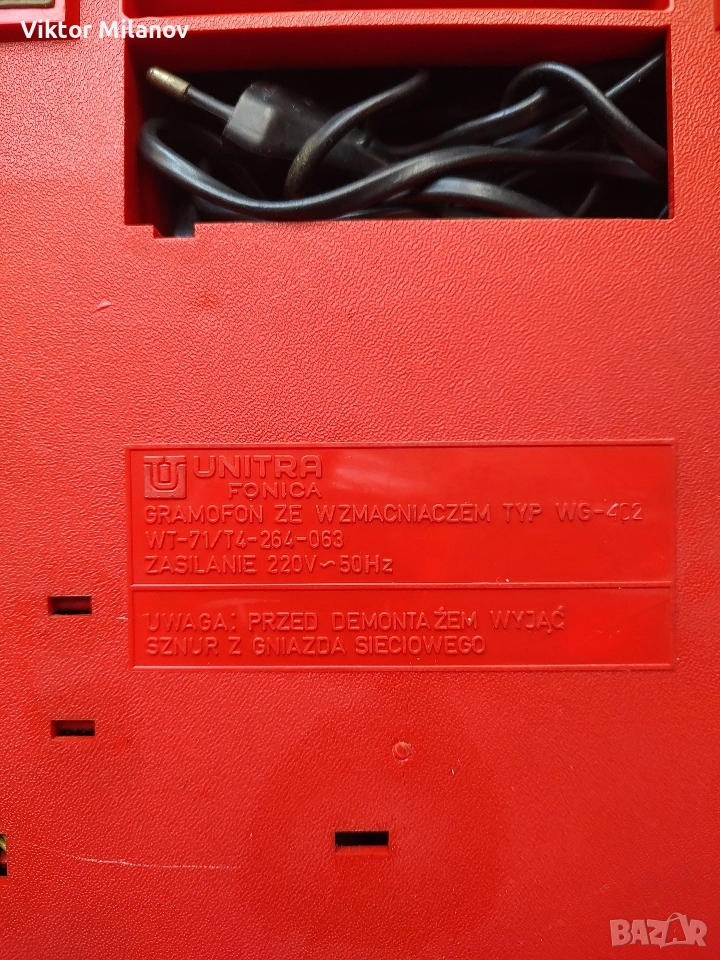 Viktor Milanov
UNITRA
FONICA
GRAMOFON ZE WZMACNIACZEM TYP WG-402
WT-71/T4-264-063
ZASILANIE 220V~50Hz
UWAGA: PRZED DEMONTAŻEM WYJĄĆ
SZNUR Z GNIAZDA SIECIOWEGO
BAZAR